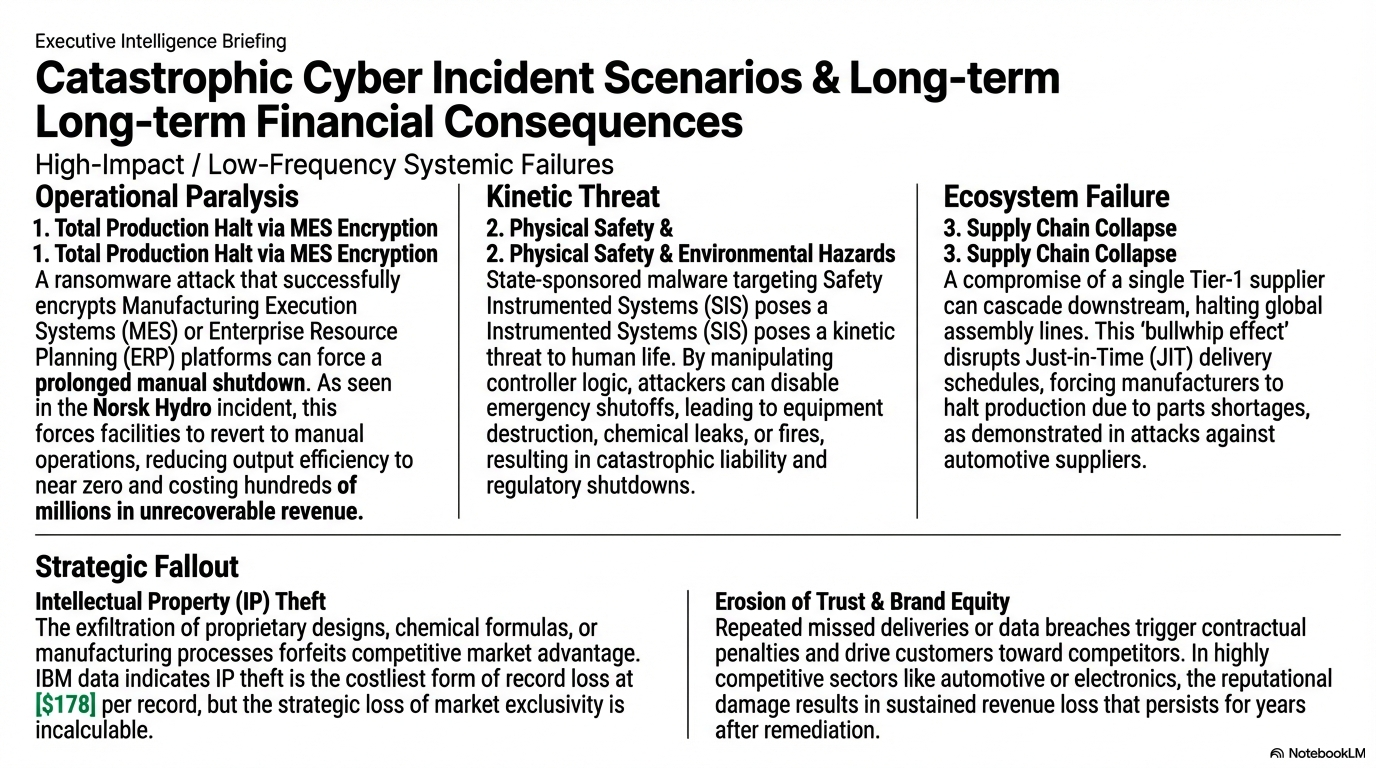 Executive Intelligence Briefing
Catastrophic Cyber Incident Scenarios & Long-term
Long-term Financial Consequences
High-Impact / Low-Frequency Systemic Failures
Operational Paralysis
1. Total Production Halt via MES Encryption
1. Total Production Halt via MES Encryption
A ransomware attack that successfully
encrypts Manufacturing Execution
Systems (MES) or Enterprise Resource
Planning (ERP) platforms can force a
prolonged manual shutdown. As seen
in the Norsk Hydro incident, this
forces facilities to revert to manual
operations, reducing output efficiency to
near zero and costing hundreds of
millions in unrecoverable revenue.
Kinetic Threat
2. Physical Safety &
2. Physical Safety & Environmental Hazards
State-sponsored malware targeting Safety
Instrumented Systems (SIS) poses a
Instrumented Systems (SIS) poses a kinetic
threat to human life. By manipulating
controller logic, attackers can disable
emergency shutoffs, leading to equipment
destruction, chemical leaks, or fires,
resulting in catastrophic liability and
regulatory shutdowns.
Ecosystem Failure
3. Supply Chain Collapse
3. Supply Chain Collapse
A compromise of a single Tier-1 supplier
can cascade downstream, halting global
assembly lines. This ‘bullwhip effect’
disrupts Just-in-Time (JIT) delivery
schedules, forcing manufacturers to
halt production due to parts shortages,
as demonstrated in attacks against
automotive suppliers.
Strategic Fallout
Intellectual Property (IP) Theft
The exfiltration of proprietary designs, chemical formulas, or
manufacturing processes forfeits competitive market advantage.
IBM data indicates IP theft is the costliest form of record loss at
[$178] per record, but the strategic loss of market exclusivity is
incalculable.
Erosion of Trust & Brand Equity
Repeated missed deliveries or data breaches trigger contractual
penalties and drive customers toward competitors. In highly
competitive sectors like automotive or electronics, the reputational
damage results in sustained revenue loss that persists for years
after remediation.
NotebookLM